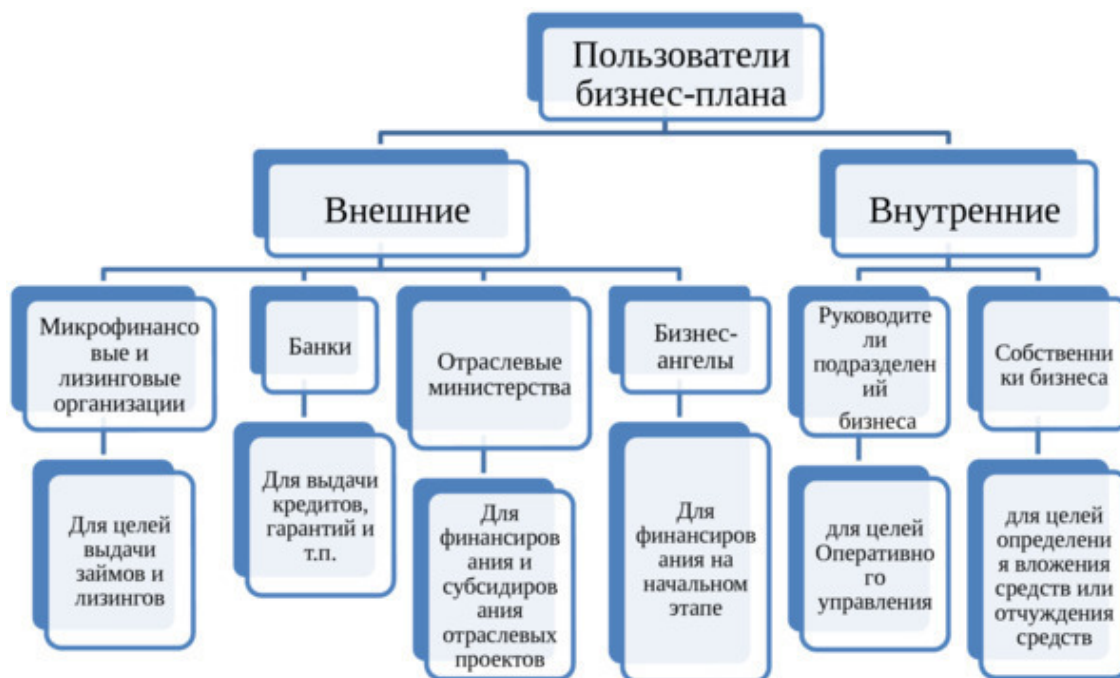 Пользователи
бизнес-плана
Внешние
Внутренние
Микрофинансо
вые и
лизинговые
организации
Банки
Отраслевые
министерства
Бизнес-
ангелы
Руководите
ли
подразделен
ий
бизнеса
Собственни
ки бизнеса
Для целей
выдачи
займов и
лизингов
Для выдачи
кредитов,
гарантий и
т.п.
Для
финансиров
ания и
субсидиров
ания
отраслевых
проектов
Для
финансиров
ания на
начальном
этапе
для целей
Оперативно
го
управления
для целей
определени
я вложения
средств или
отчуждения
средств